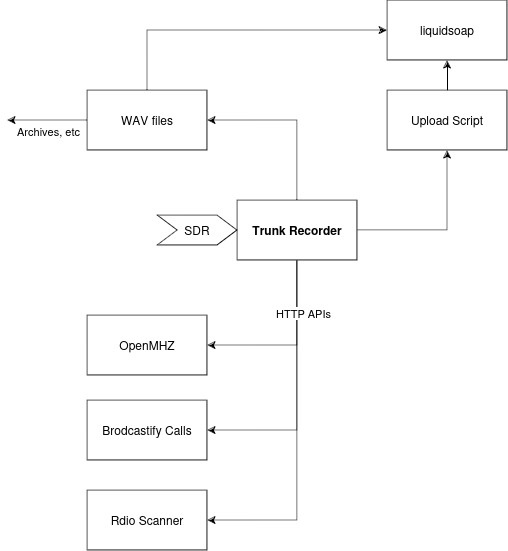 liquidsoap
WAV files
Upload Script
Archives, etc
SDR
Trunk Recorder
HTTP APIs
OpenMHZ
Brodcastify Calls
Rdio Scanner